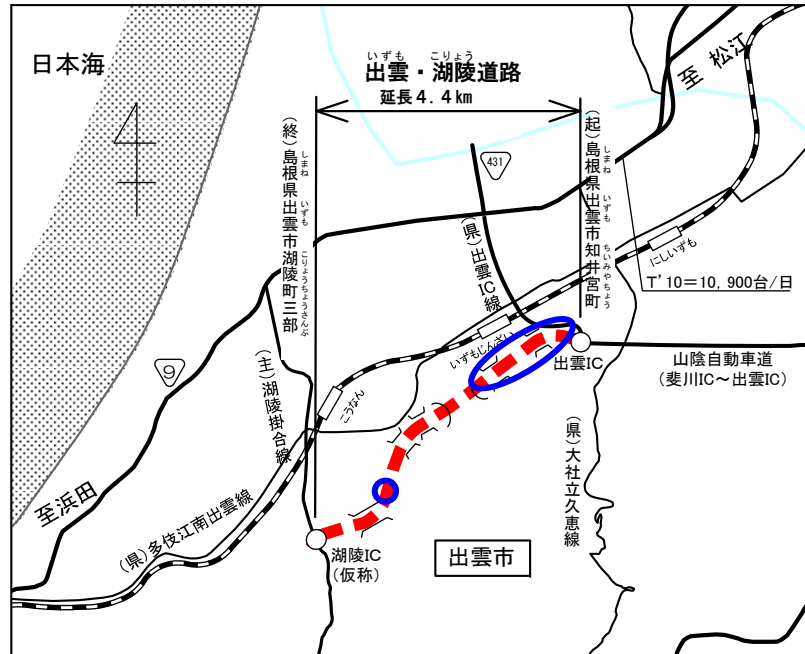 日本海
いずも こりょう
出雲・湖陵道路
延長4.4km
至 松江
(終)島根県出雲市湖陵町三部
しまね いずも こりょうちょうさんぶ
(起)島根県出雲市知井宮町
しまね いずも ちいみやちょう
431
(県)出雲IC線
にしいずも
T'10=10,900台/日
いずもじんざい
出雲IC
山陰自動車道
(斐川IC~出雲IC)
9
(主)湖陵掛合線
こうなん
至浜田
(県)多伎江南出雲線
(県)大社立久恵線
湖陵IC
(仮称)
出雲市